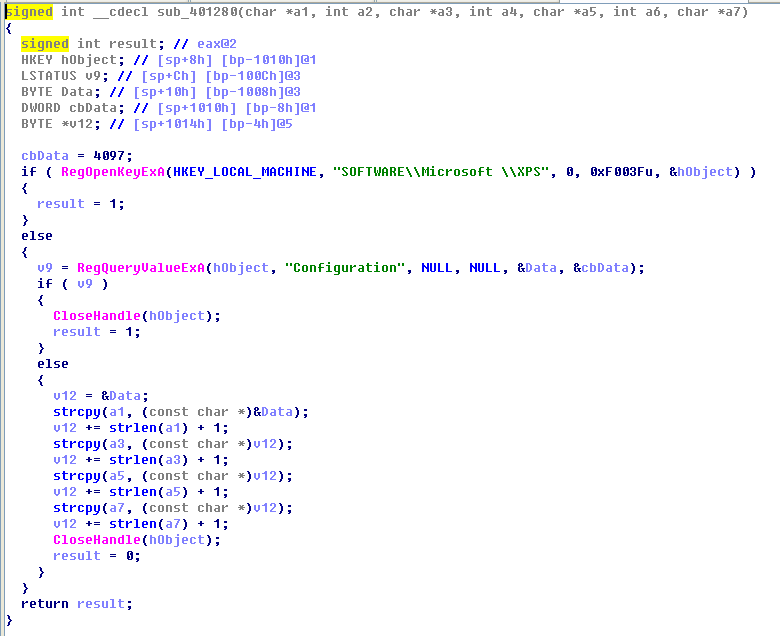 signed int __cdecl sub_401280(char *a1, int a2, char *a3, int a4, char *a5, int a6, char *a7)
{
  signed int result; // eax@2
  HKEY hObject; // [sp+8h] [bp-1010h]@1
  LSTATUS v9; // [sp+Ch] [bp-100Ch]@3
  BYTE Data; // [sp+10h] [bp-1008h]@3
  DWORD cbData; // [sp+1010h] [bp-8h]@1
  BYTE *v12; // [sp+1014h] [bp-4h]@5

  cbData = 4097;
  if ( RegOpenKeyExA(HKEY_LOCAL_MACHINE, "SOFTWARE\\Microsoft \\XPS", 0, 0xF003Fu, &hObject) )
  {
    result = 1;
  }
  else
  {
    v9 = RegQueryValueExA(hObject, "Configuration", NULL, NULL, &Data, &cbData);
    if ( v9 )
    {
      CloseHandle(hObject);
      result = 1;
    }
    else
    {
      v12 = &Data;
      strcpy(a1, (const char *)&Data);
      v12 += strlen(a1) + 1;
      strcpy(a3, (const char *)v12);
      v12 += strlen(a3) + 1;
      strcpy(a5, (const char *)v12);
      v12 += strlen(a5) + 1;
      strcpy(a7, (const char *)v12);
      v12 += strlen(a7) + 1;
      CloseHandle(hObject);
      result = 0;
    }
  }
  return result;
}